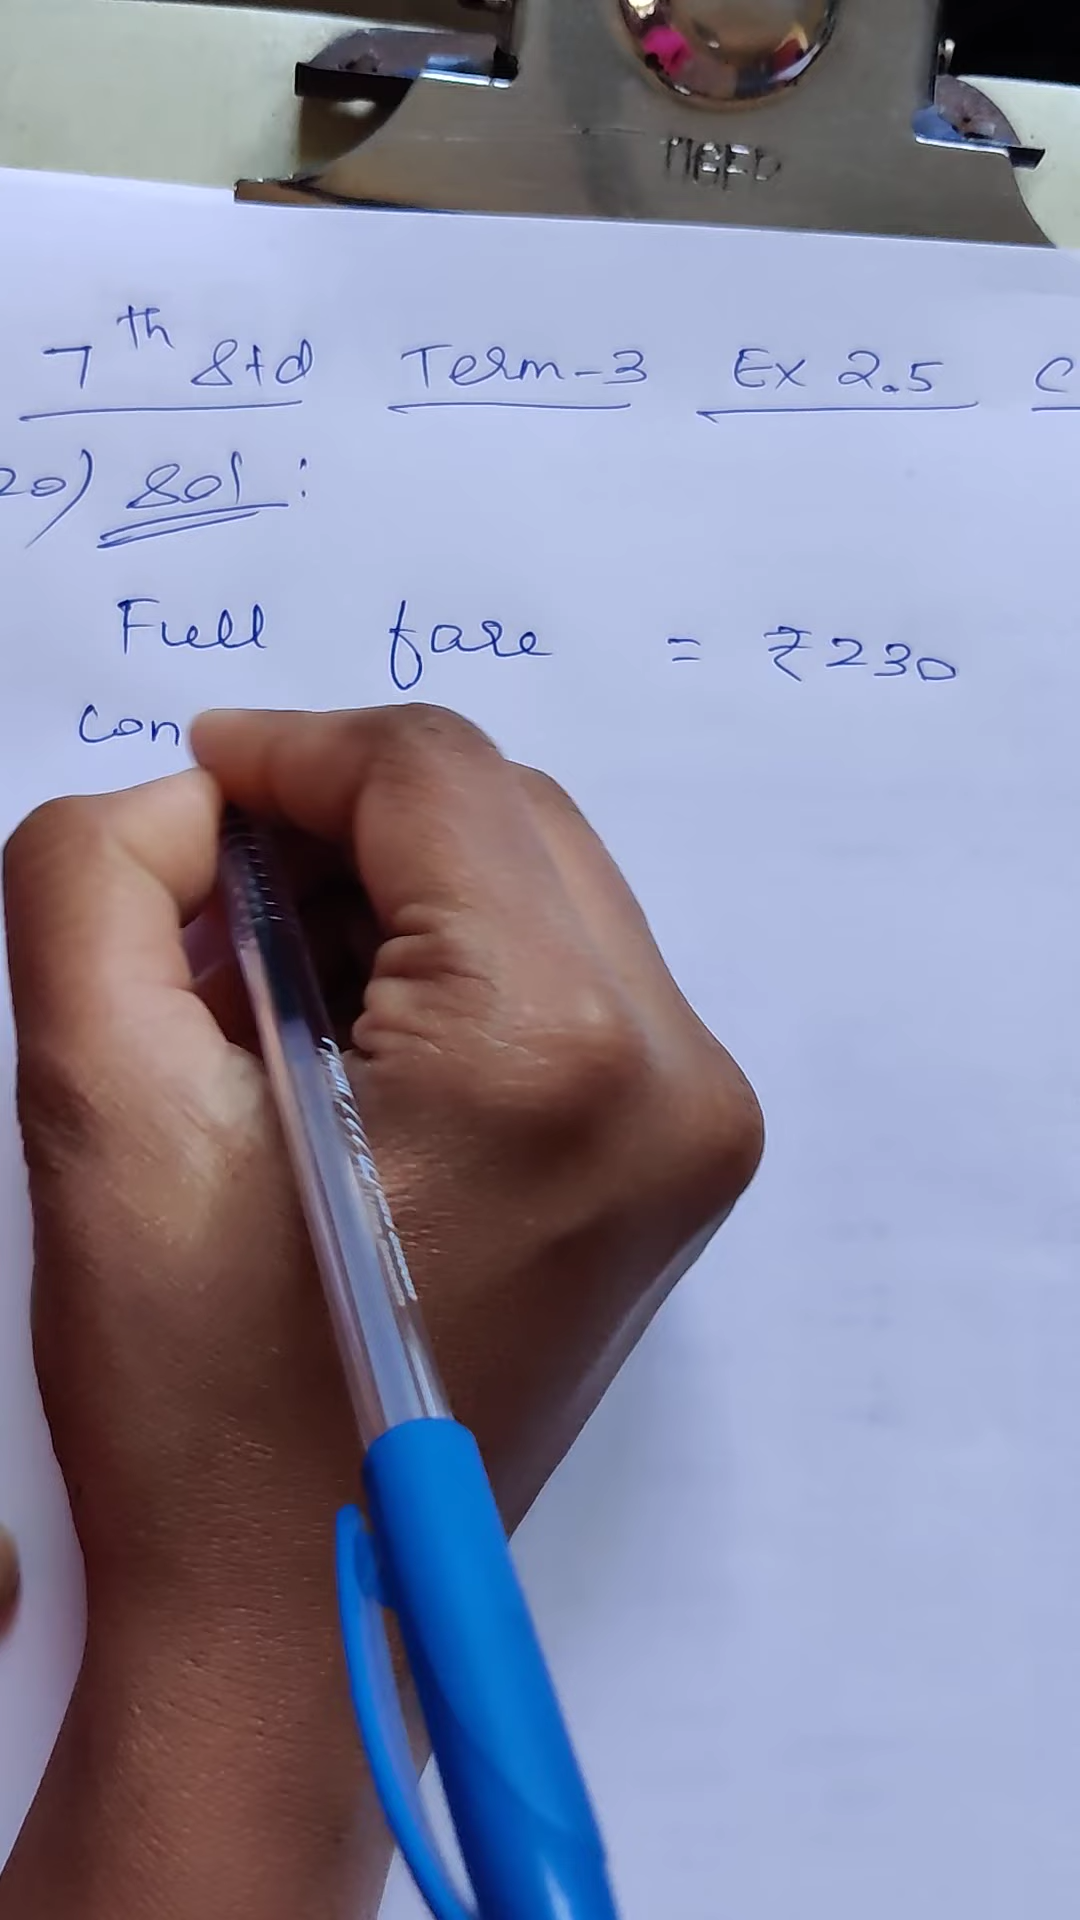 TIGER
7th Std Term-3 Ex 2.5 C
20) Sol:
Full fare = ₹230
Con